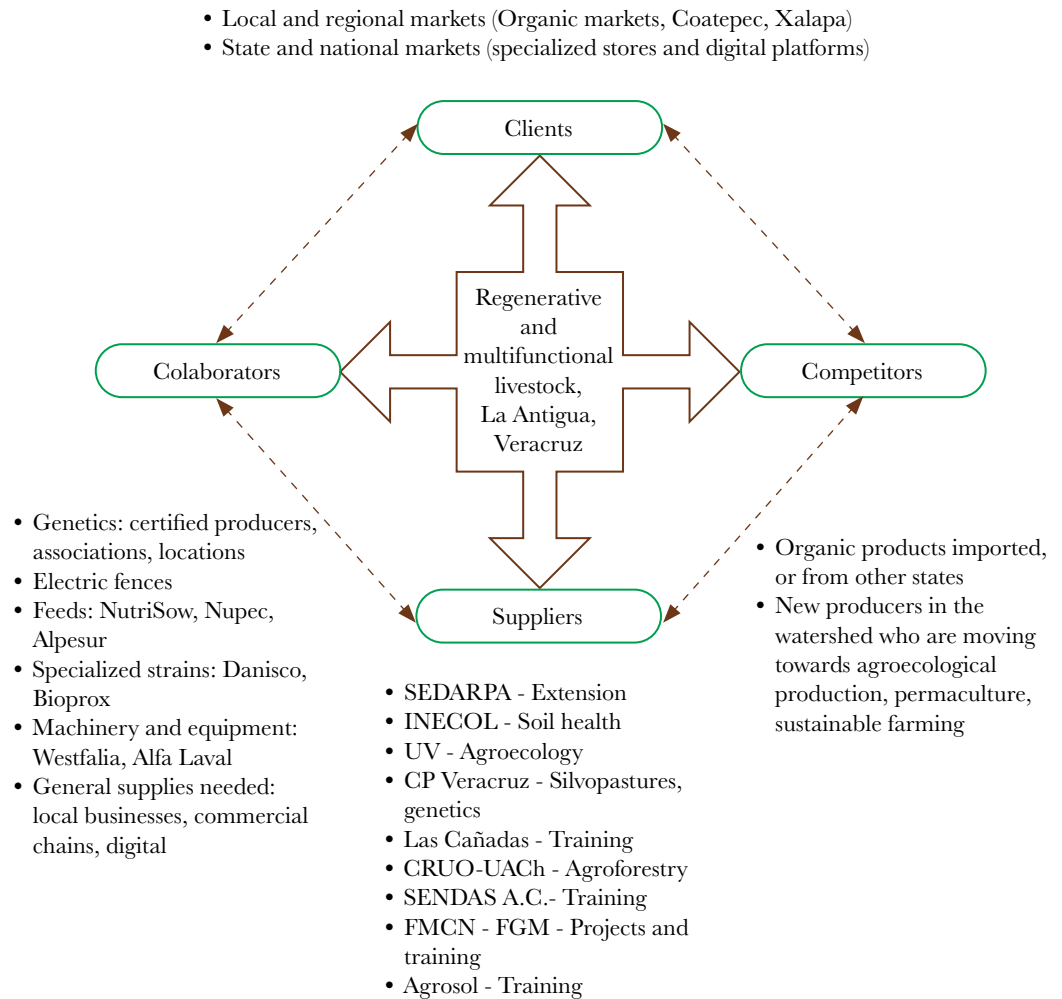 • Local and regional markets (Organic markets, Coatepec, Xalapa)
• State and national markets (specialized stores and digital platforms)
Clients
Regenerative
and
multifunctional
livestock,
La Antigua,
Veracruz
Colaborators
Competitors
• Genetics: certified producers,
associations, locations
• Electric fences
• Feeds: NutriSow, Nupec,
Alpesur
• Specialized strains: Danisco,
Bioprox
• Machinery and equipment:
Westfalia, Alfa Laval
• General supplies needed:
local businesses, commercial
chains, digital
Suppliers
• SEDARPA - Extension
• INECOL - Soil health
• UV - Agroecology
• CP Veracruz - Silvopastures,
genetics
• Las Cañadas - Training
• CRUO-UACh - Agroforestry
• SENDAS A.C.- Training
• FMCN - FGM - Projects and
training
• Agrosol - Training
• Organic products imported,
or from other states
• New producers in the
watershed who are moving
towards agroecological
production, permaculture,
sustainable farming